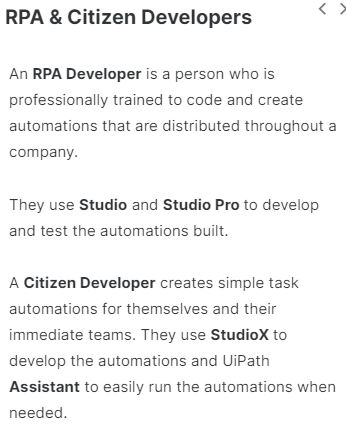 RPA & Citizen Developers
An RPA Developer is a person who is
professionally trained to code and create
automations that are distributed throughout a
company.
They use Studio and Studio Pro to develop
and test the automations built.
A Citizen Developer creates simple task
automations for themselves and their
immediate teams. They use StudioX to
develop the automations and UiPath
Assistant to easily run the automations when
needed.